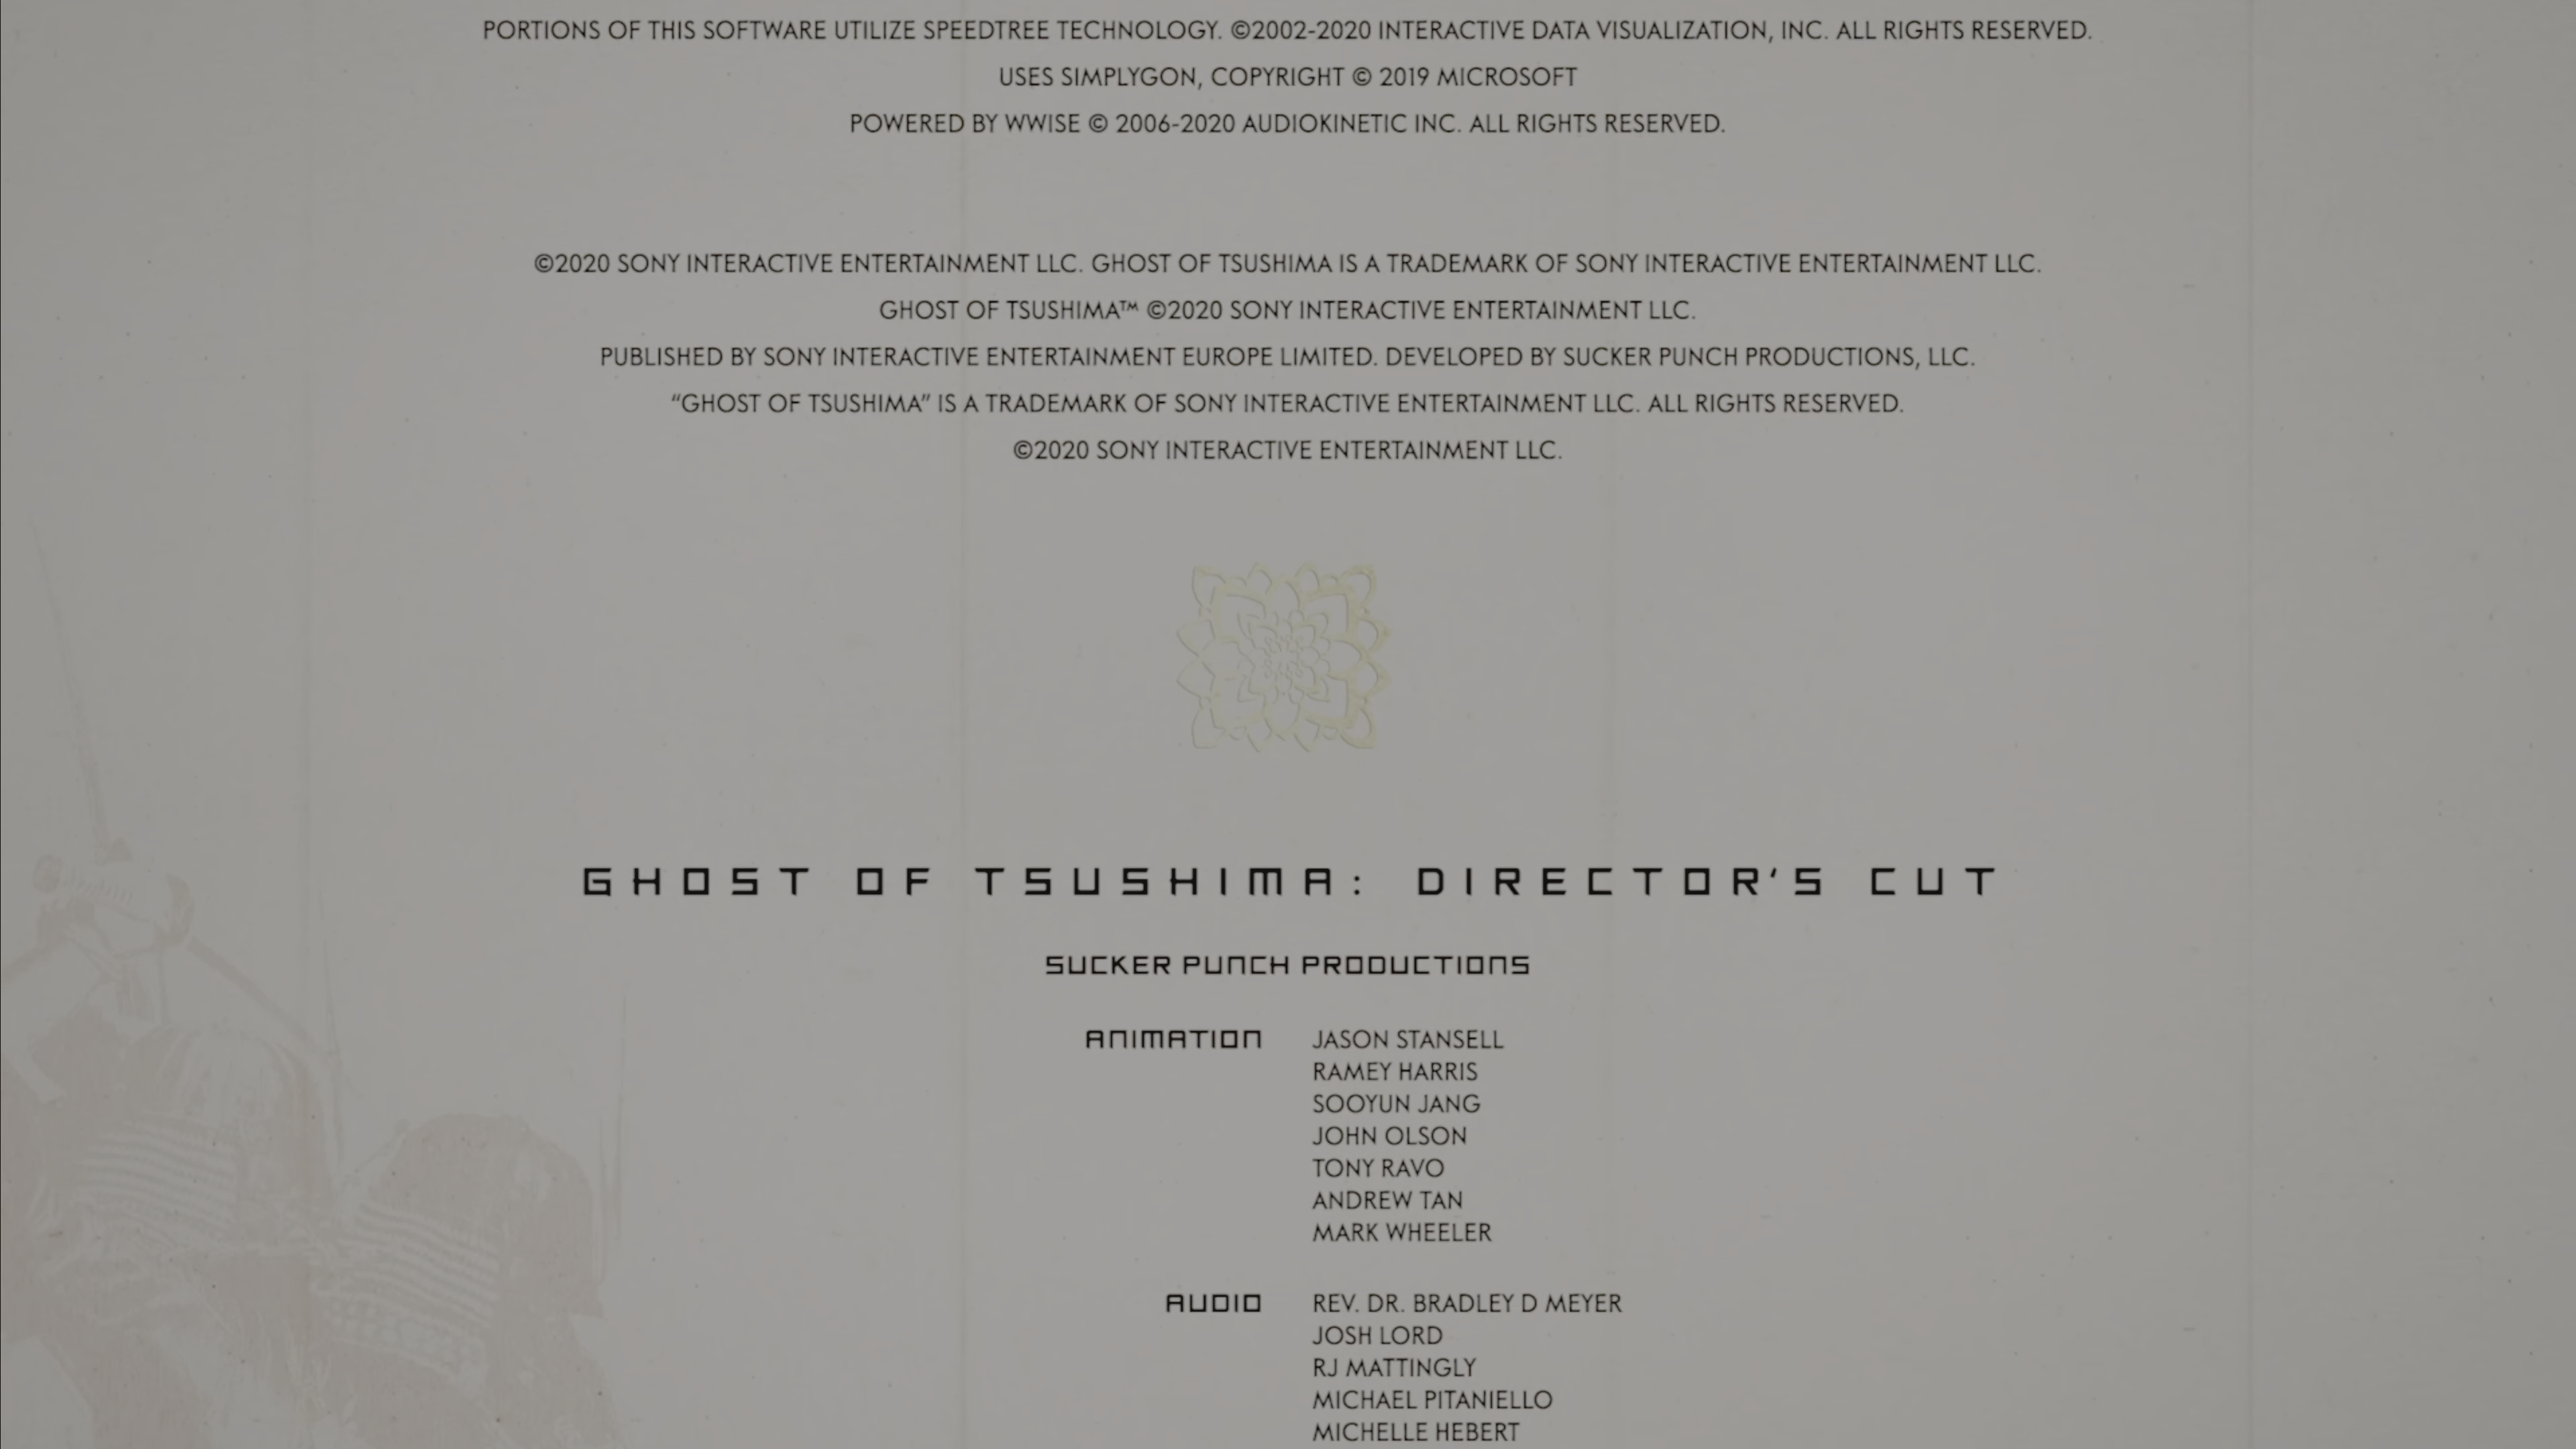 PORTIONS OF THIS SOFTWARE UTILIZE SPEEDTREE TECHNOLOGY. ©2002-2020 INTERACTIVE DATA VISUALIZATION, INC. ALL RIGHTS RESERVED.
USES SIMPLYGON, COPYRIGHT © 2019 MICROSOFT
POWERED BY WWISE © 2006-2020 AUDIOKINETIC INC. ALL RIGHTS RESERVED.
©2020 SONY INTERACTIVE ENTERTAINMENT LLC. GHOST OF TSUSHIMA IS A TRADEMARK OF SONY INTERACTIVE ENTERTAINMENT LLC.
GHOST OF TSUSHIMA™ ©2020 SONY INTERACTIVE ENTERTAINMENT LLC.
PUBLISHED BY SONY INTERACTIVE ENTERTAINMENT EUROPE LIMITED. DEVELOPED BY SUCKER PUNCH PRODUCTIONS, LLC.
“GHOST OF TSUSHIMA” IS A TRADEMARK OF SONY INTERACTIVE ENTERTAINMENT LLC. ALL RIGHTS RESERVED.
©2020 SONY INTERACTIVE ENTERTAINMENT LLC.
GHOST OF TSUSHIMA: DIRECTOR'S CUT
SUCKER PUNCH PRODUCTIONS
ANIMATION JASON STANSELL
RAMEY HARRIS
SOOYUN JANG
JOHN OLSON
TONY RAVO
ANDREW TAN
MARK WHEELER
AUDIO REV. DR. BRADLEY D MEYER
JOSH LORD
RJ MATTINGLY
MICHAEL PITANIELLO
MICHELLE HEBERT